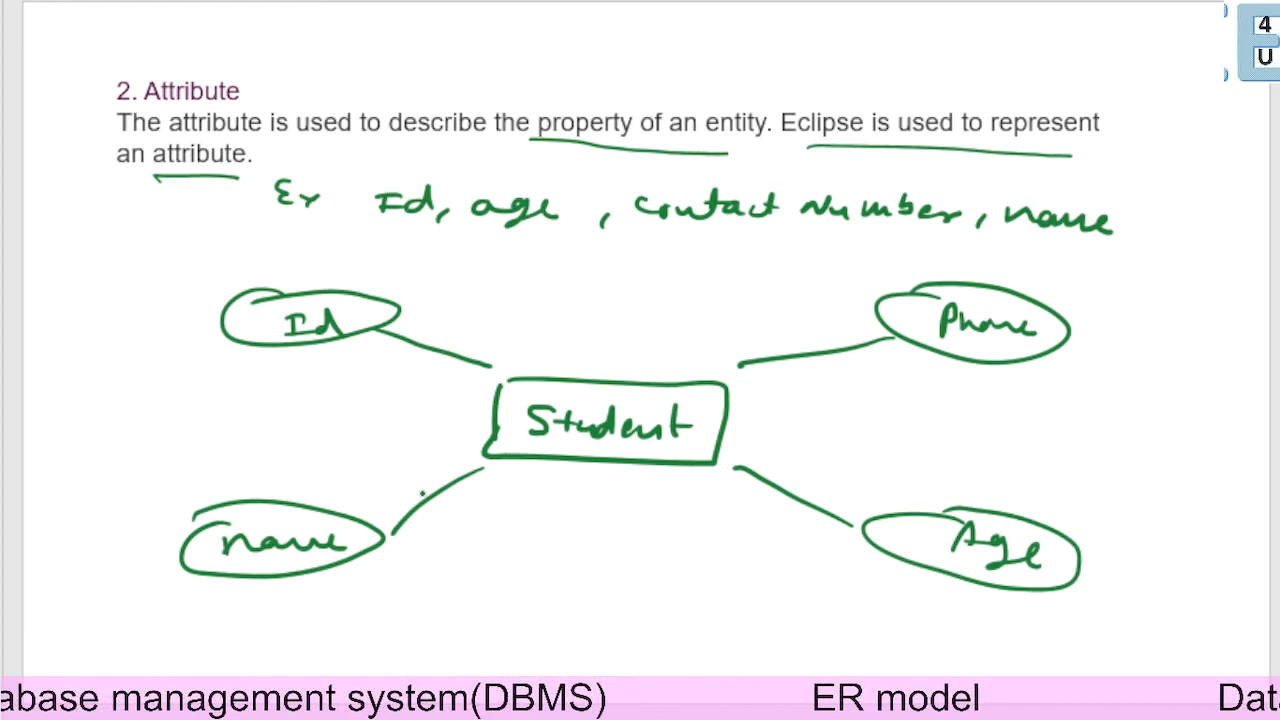 2. Attribute
The attribute is used to describe the property of an entity. Eclipse is used to represent
an attribute.
Ex Id, age, contact Number, name
Id
Phone
Student
name
Age
4
U
abase management system(DBMS) ER model Data